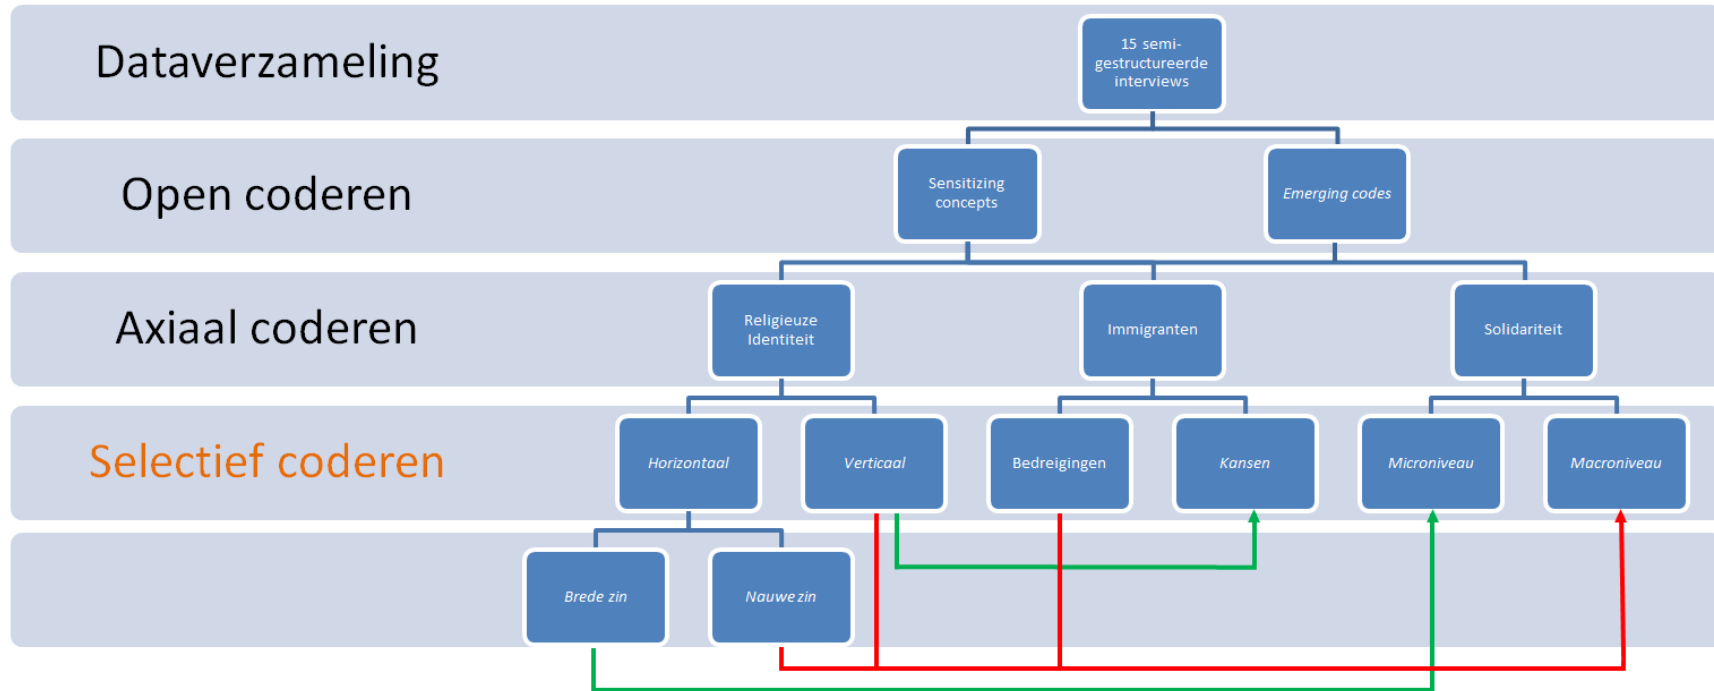 Dataverzameling
15 semi-
gestructureerde
interviews
Open coderen
Sensitizing
concepts
Emerging codes
Axiaal coderen
Religieuze
Identiteit
Immigranten
Solidariteit
Selectief coderen
Horizontaal
Verticaal
Bedreigingen
Kansen
Microniveau
Macroniveau
Brede zin
Nauwe zin